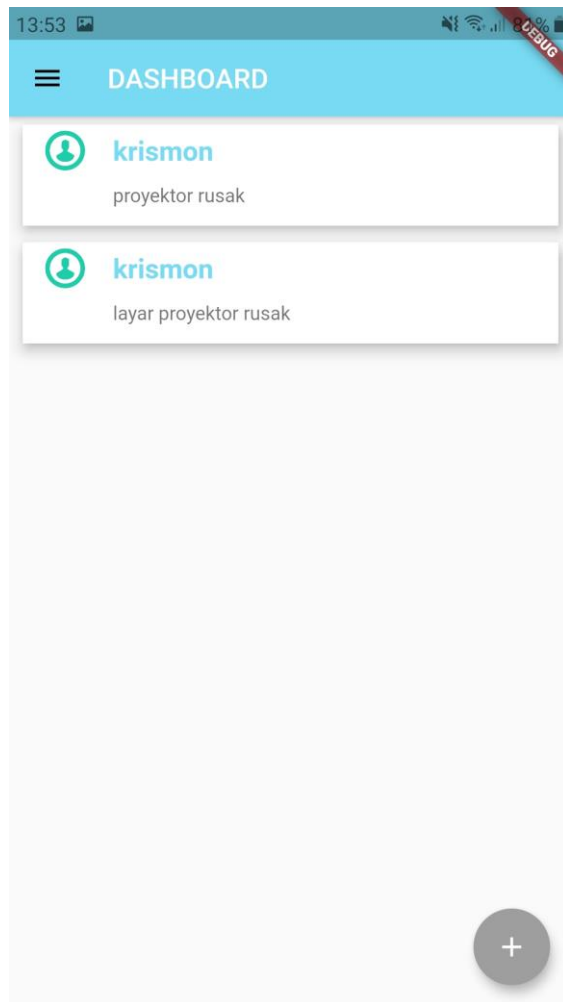 13:53
DEBUG
DASHBOARD
krismon
proyektor rusak
krismon
layar proyektor rusak
+